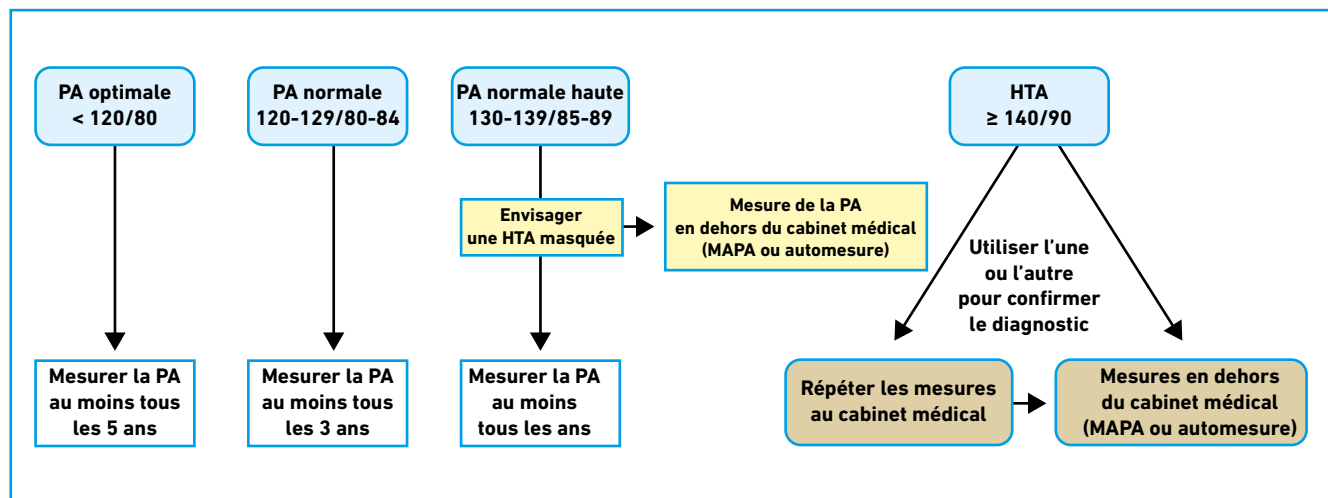 PA optimale
< 120/80
PA normale
120-129/80-84
PA normale haute
130-139/85-89
HTA
≥ 140/90
Envisager
une HTA masquée
Mesure de la PA
en dehors du cabinet médical
(MAPA ou automesure)
Utiliser l’une
ou l’autre
pour confirmer
le diagnostic
Mesurer la PA
au moins tous
les 5 ans
Mesurer la PA
au moins tous
les 3 ans
Mesurer la PA
au moins
tous les ans
Répéter les mesures
au cabinet médical
Mesures en dehors
du cabinet médical
(MAPA ou automesure)